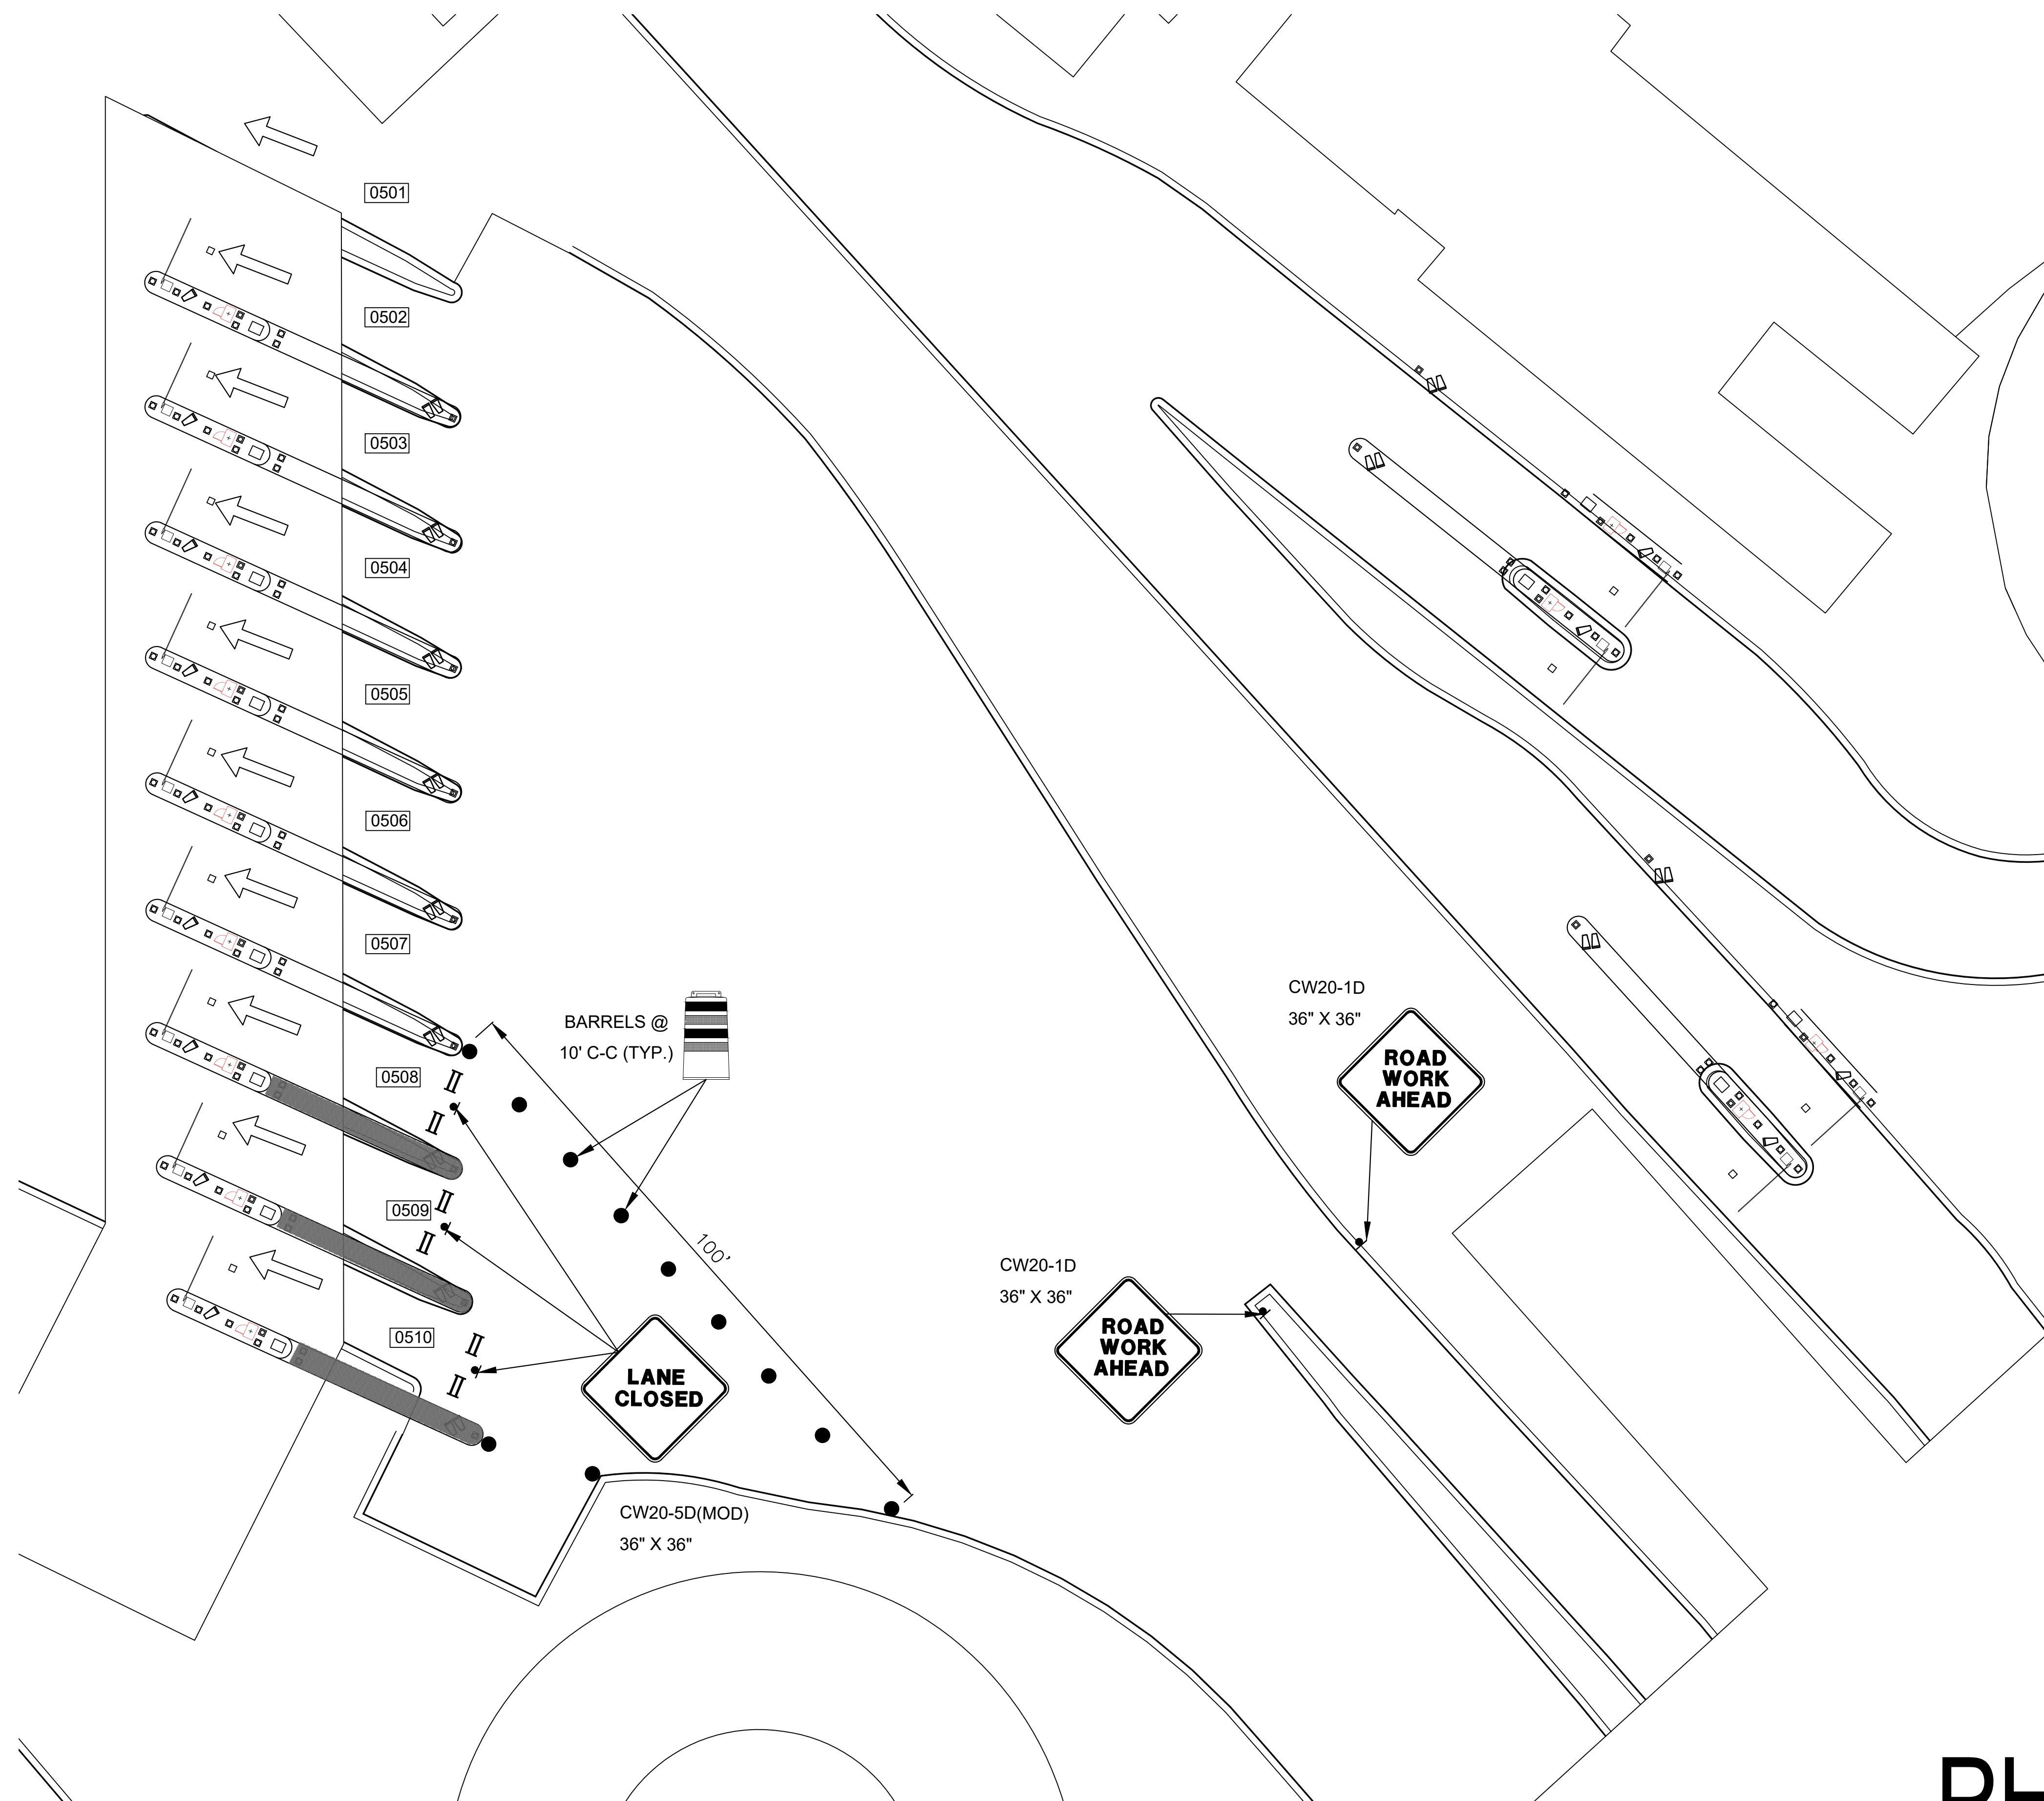 0501
0502
0503
0504
0505
0506
0507
BARRELS @
10' C-C (TYP.)
0508
0509
0510
100'
LANE
CLOSED
CW20-5D(MOD)
36" X 36"
CW20-1D
36" X 36"
ROAD
WORK
AHEAD
CW20-1D
36" X 36"
ROAD
WORK
AHEAD